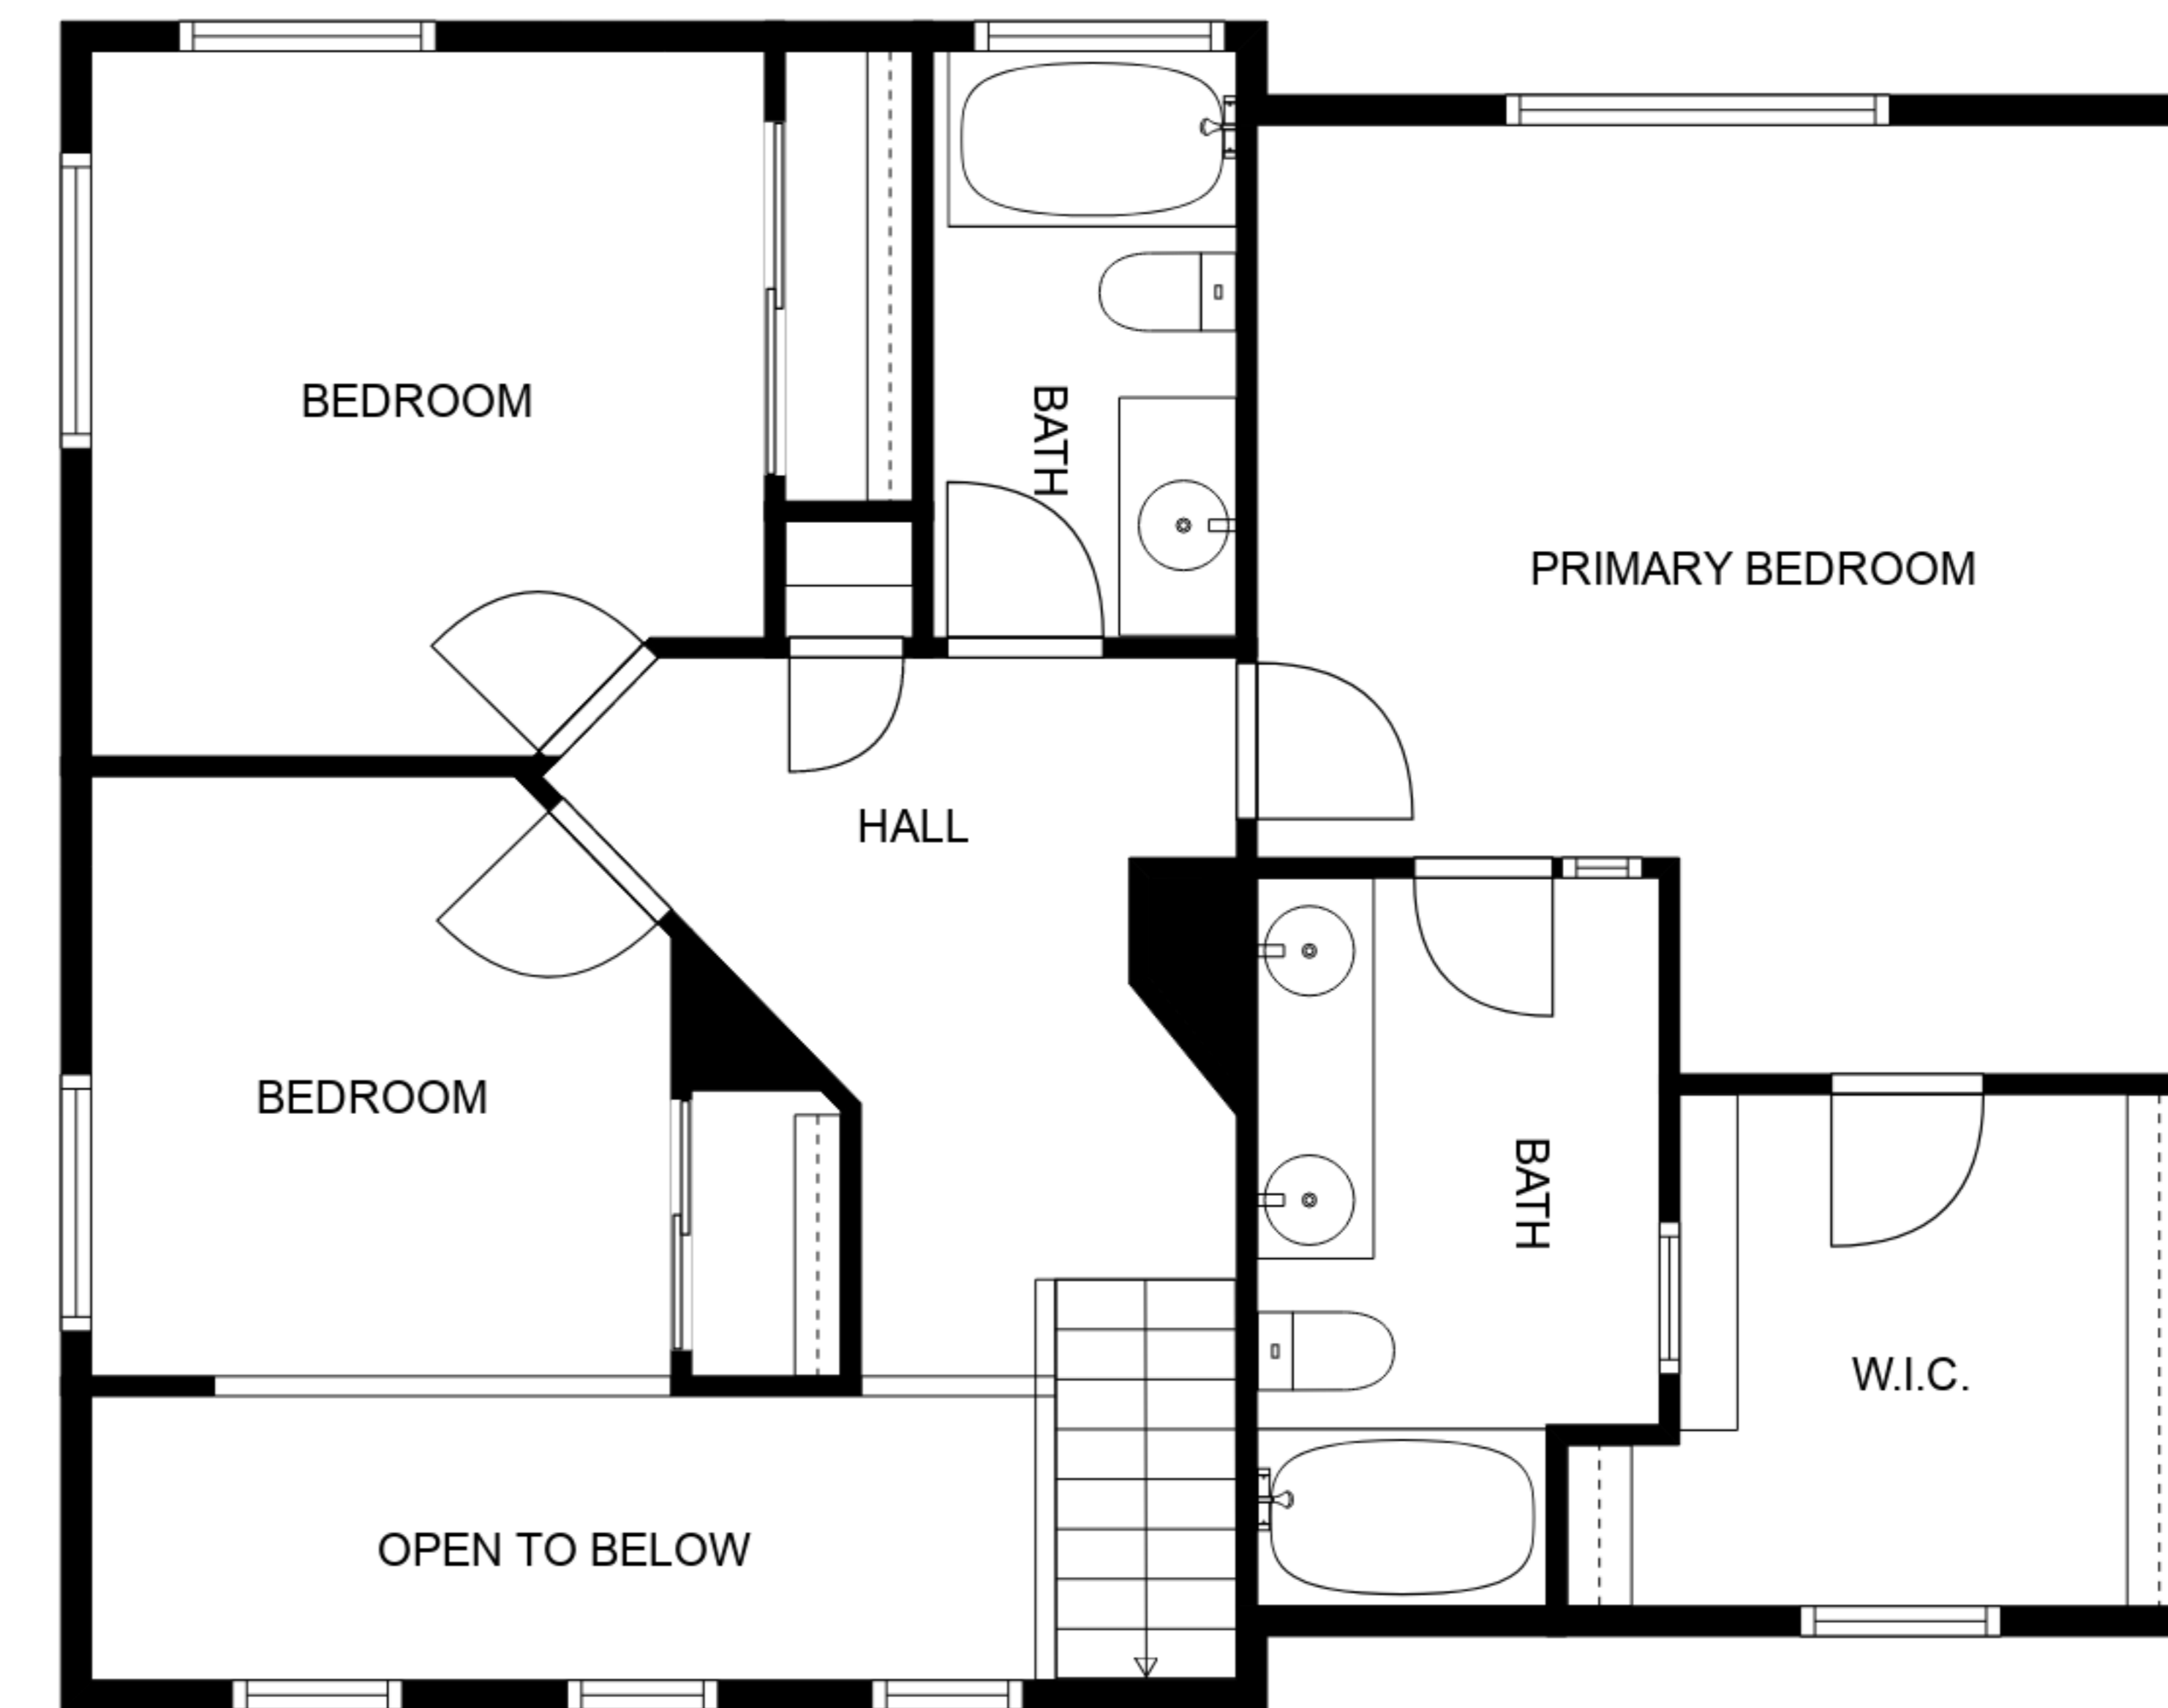 BEDROOM
BATH
PRIMARY BEDROOM
HALL
BEDROOM
BATH
W.I.C.
OPEN TO BELOW